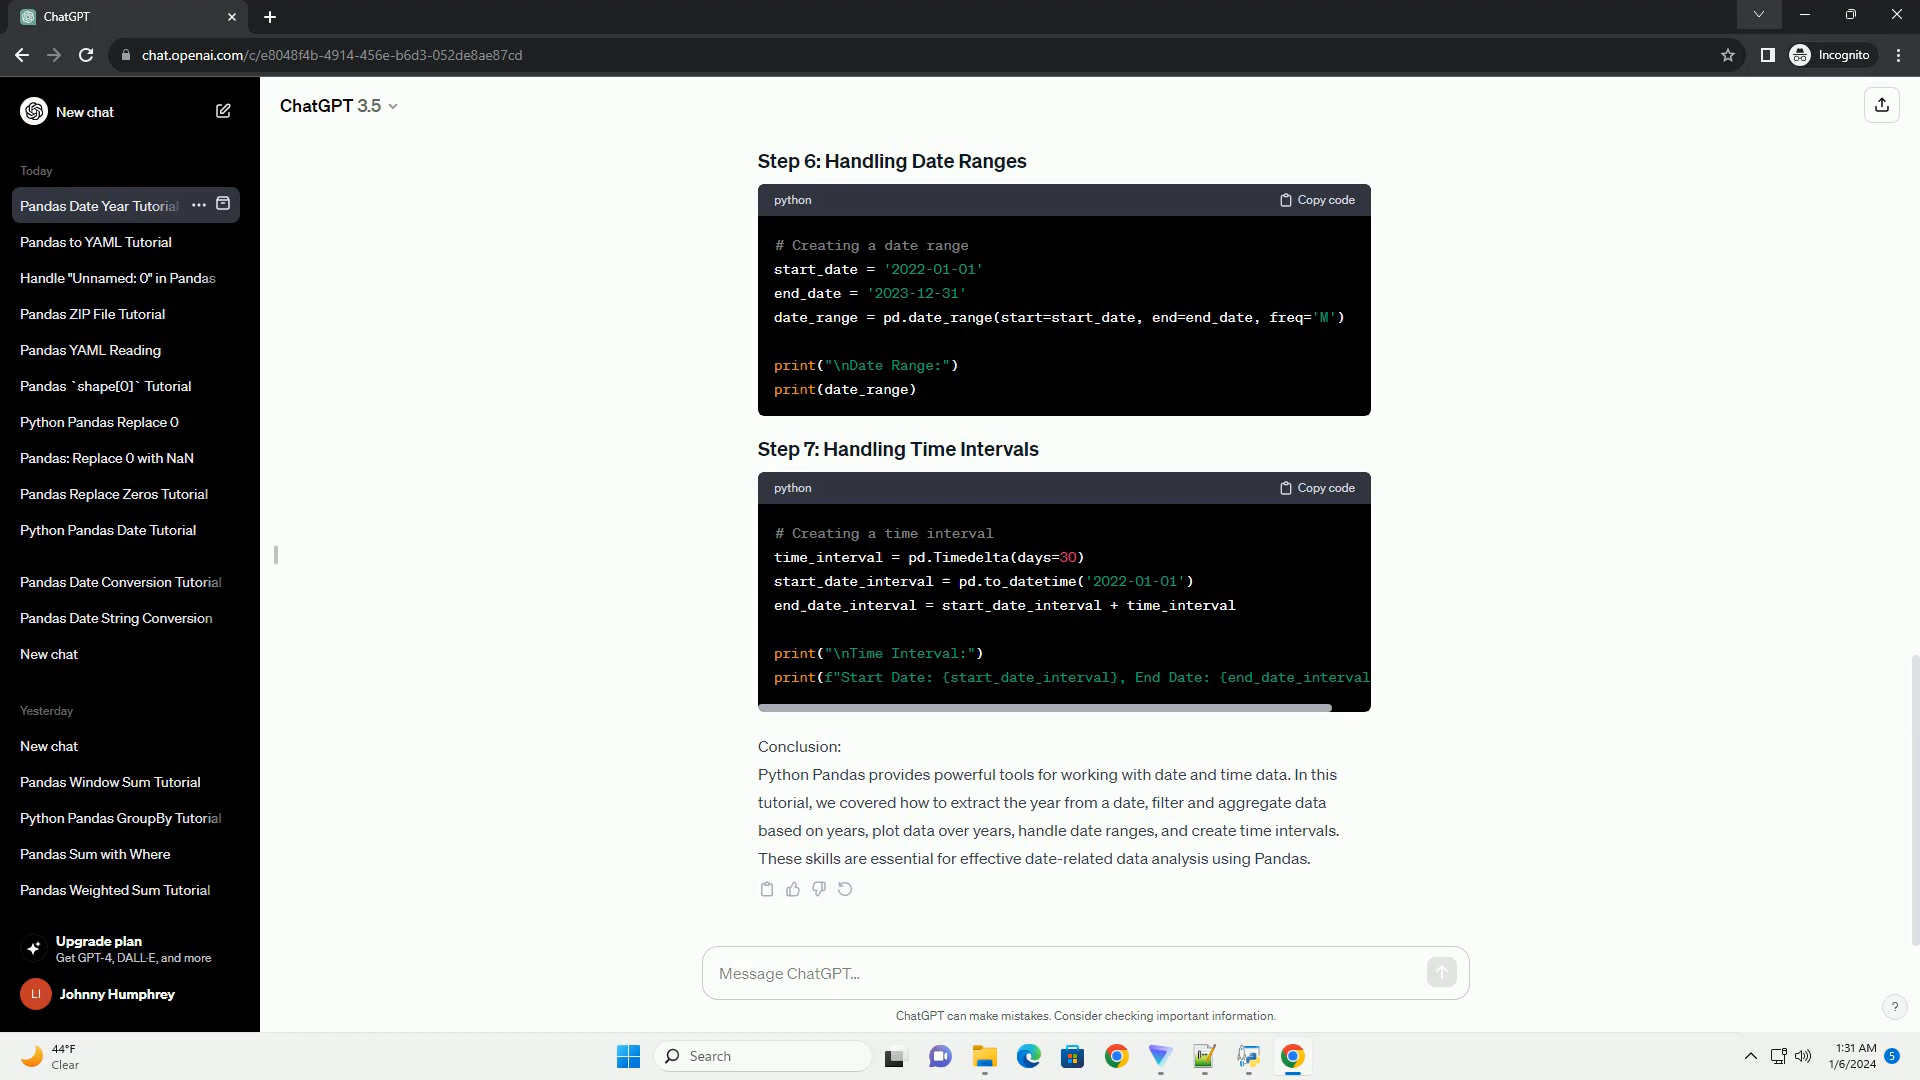 ChatGPT
chat.openai.com/c/e8048f4b-4914-456e-b6d3-052de8ae87cd
Incognito
New chat
Today
Pandas Date Year Tutorial
Pandas to YAML Tutorial
Handle "Unnamed: 0" in Pandas
Pandas ZIP File Tutorial
Pandas YAML Reading
Pandas `shape[0]` Tutorial
Python Pandas Replace 0
Pandas: Replace 0 with NaN
Pandas Replace Zeros Tutorial
Python Pandas Date Tutorial
Pandas Date Conversion Tutorial
Pandas Date String Conversion
New chat
Yesterday
New chat
Pandas Window Sum Tutorial
Python Pandas GroupBy Tutorial
Pandas Sum with Where
Pandas Weighted Sum Tutorial
Upgrade plan
Get GPT-4, DALL·E, and more
LI Johnny Humphrey
ChatGPT 3.5
Step 6: Handling Date Ranges
python Copy code
# Creating a date range
start_date = '2022-01-01'
end_date = '2023-12-31'
date_range = pd.date_range(start=start_date, end=end_date, freq='M')
print("\nDate Range:")
print(date_range)
Step 7: Handling Time Intervals
python Copy code
# Creating a time interval
time_interval = pd.Timedelta(days=30)
start_date_interval = pd.to_datetime('2022-01-01')
end_date_interval = start_date_interval + time_interval
print("\nTime Interval:")
print(f"Start Date: {start_date_interval}, End Date: {end_date_interval
Conclusion:
Python Pandas provides powerful tools for working with date and time data. In this
tutorial, we covered how to extract the year from a date, filter and aggregate data
based on years, plot data over years, handle date ranges, and create time intervals.
These skills are essential for effective date-related data analysis using Pandas.
Message ChatGPT...
ChatGPT can make mistakes. Consider checking important information.
?
44°F
Clear
Search
1:31 AM
1/6/2024
5